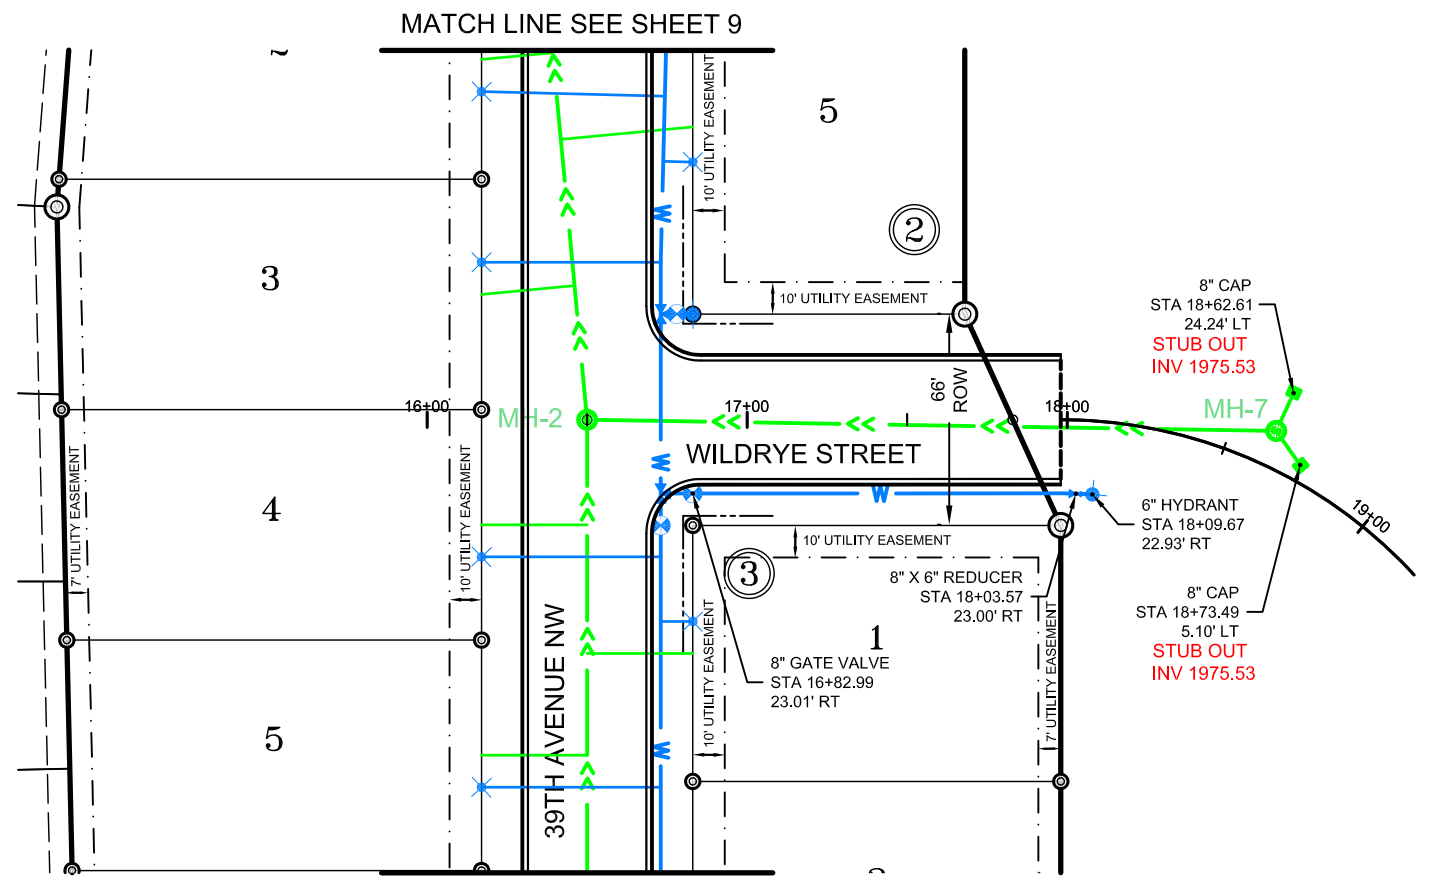 MATCH LINE SEE SHEET 9
10' UTILITY EASEMENT
5
2
3
10' UTILITY EASEMENT
8" CAP
STA 18+62.61
24.24' LT
STUB OUT
INV 1975.53
66'
ROW
16+00
MH-2
17+00
18+00
MH-7
WILDRYE STREET
19+00
7' UTILITY EASEMENT
4
10' UTILITY EASEMENT
6" HYDRANT
STA 18+09.67
22.93' RT
10' UTILITY EASEMENT
3
8" X 6" REDUCER
STA 18+03.57
23.00' RT
8" CAP
STA 18+73.49
5.10' LT
STUB OUT
INV 1975.53
39TH AVENUE NW
1
8" GATE VALVE
STA 16+82.99
23.01' RT
10' UTILITY EASEMENT
7' UTILITY EASEMENT
5
W
W
W
W